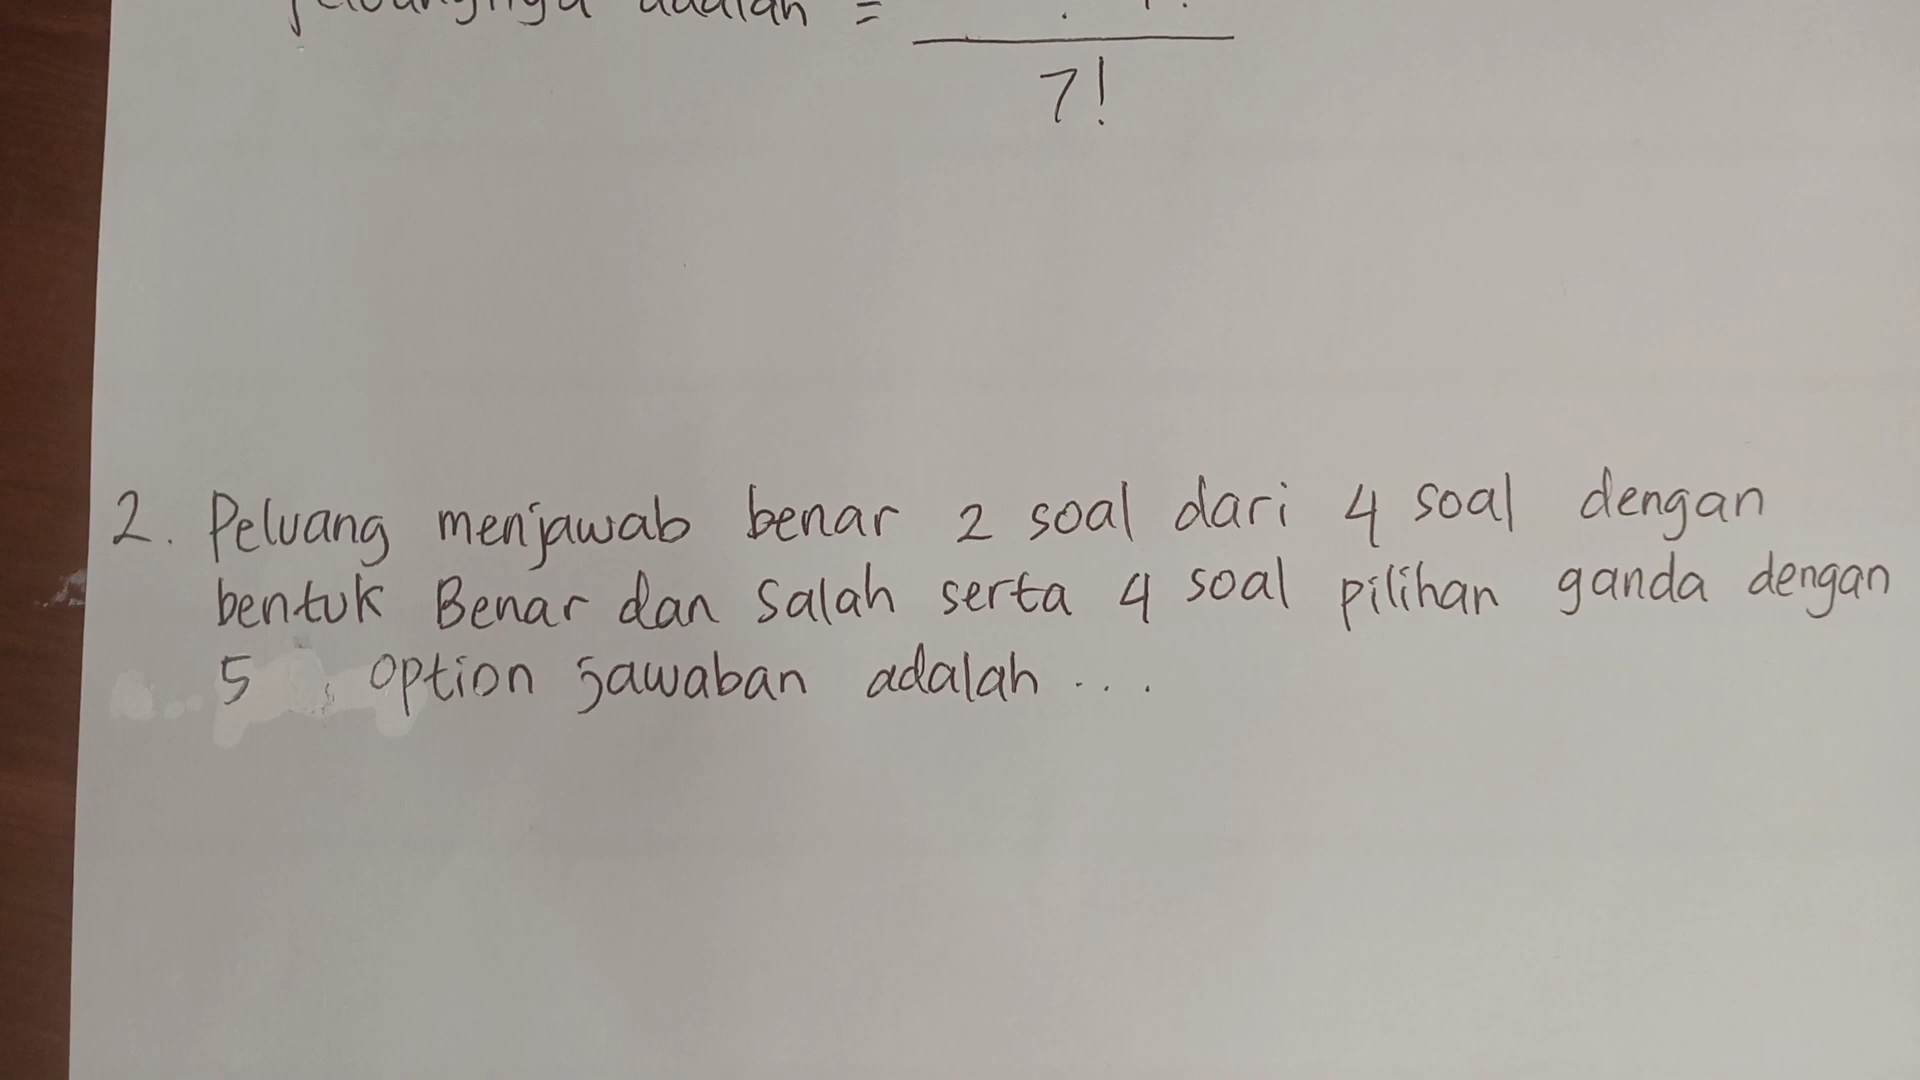 adalah =
7!
2. Peluang menjawab benar 2 soal dari 4 soal dengan
bentuk Benar dan Salah serta 4 soal pilihan ganda dengan
5 option jawaban adalah ...